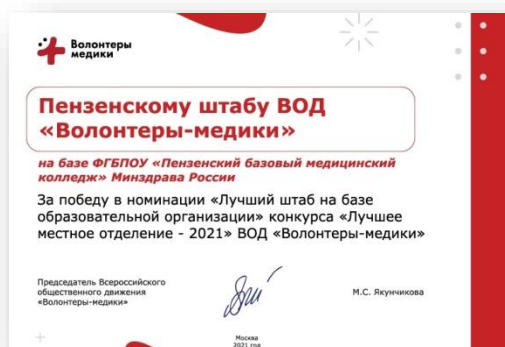 Волонтеры
медики
Пензенскому штабу ВОД
«Волонтеры-медики»
на базе ФГБПОУ «Пензенский базовый медицинский
колледж» Минздрава России
За победу в номинации «Лучший штаб на базе
образовательной организации» конкурса «Лучшее
местное отделение - 2021» ВОД «Волонтеры-медики»
Председатель Всероссийского
общественного движения
«Волонтеры-медики»
М.С. Якунчикова
Москва
2021 год